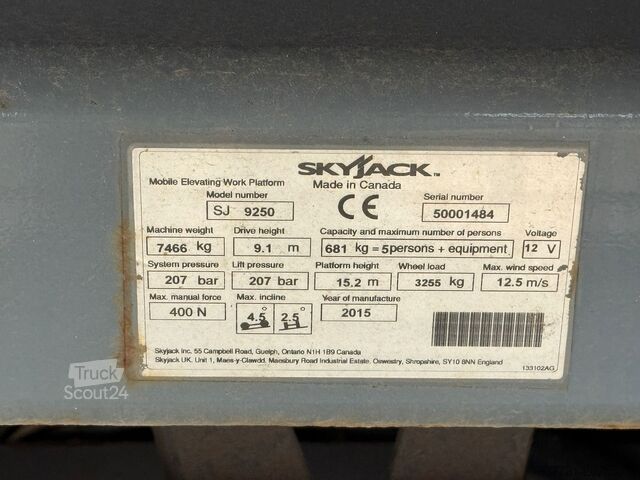 SKYJACK™
Mobile Elevating Work Platform
Made in Canada
Model number
Serial number
SJ 9250
CE
50001484
Machine weight
Drive height
Capacity and maximum number of persons
Voltage
7466 kg
9.1 m
681 kg = 5persons + equipment
12 V
System pressure
Lift pressure
Platform height
Wheel load
Max. wind speed
207 bar
207 bar
15.2 m
3255 kg
12.5 m/s
Max. manual force
Max. incline
Year of manufacture
400 N
4.5°
2.5°
2015
Skyjack Inc. 55 Campbell Road, Guelph, Ontario N1H 1B9 Canada
Skyjack UK. Unit 1, Maes-y-Clawdd. Maesbury Road Industrial Estate. Oswestry, Shropshire, SY10 8NN England
133102AG
Truck
Scout24